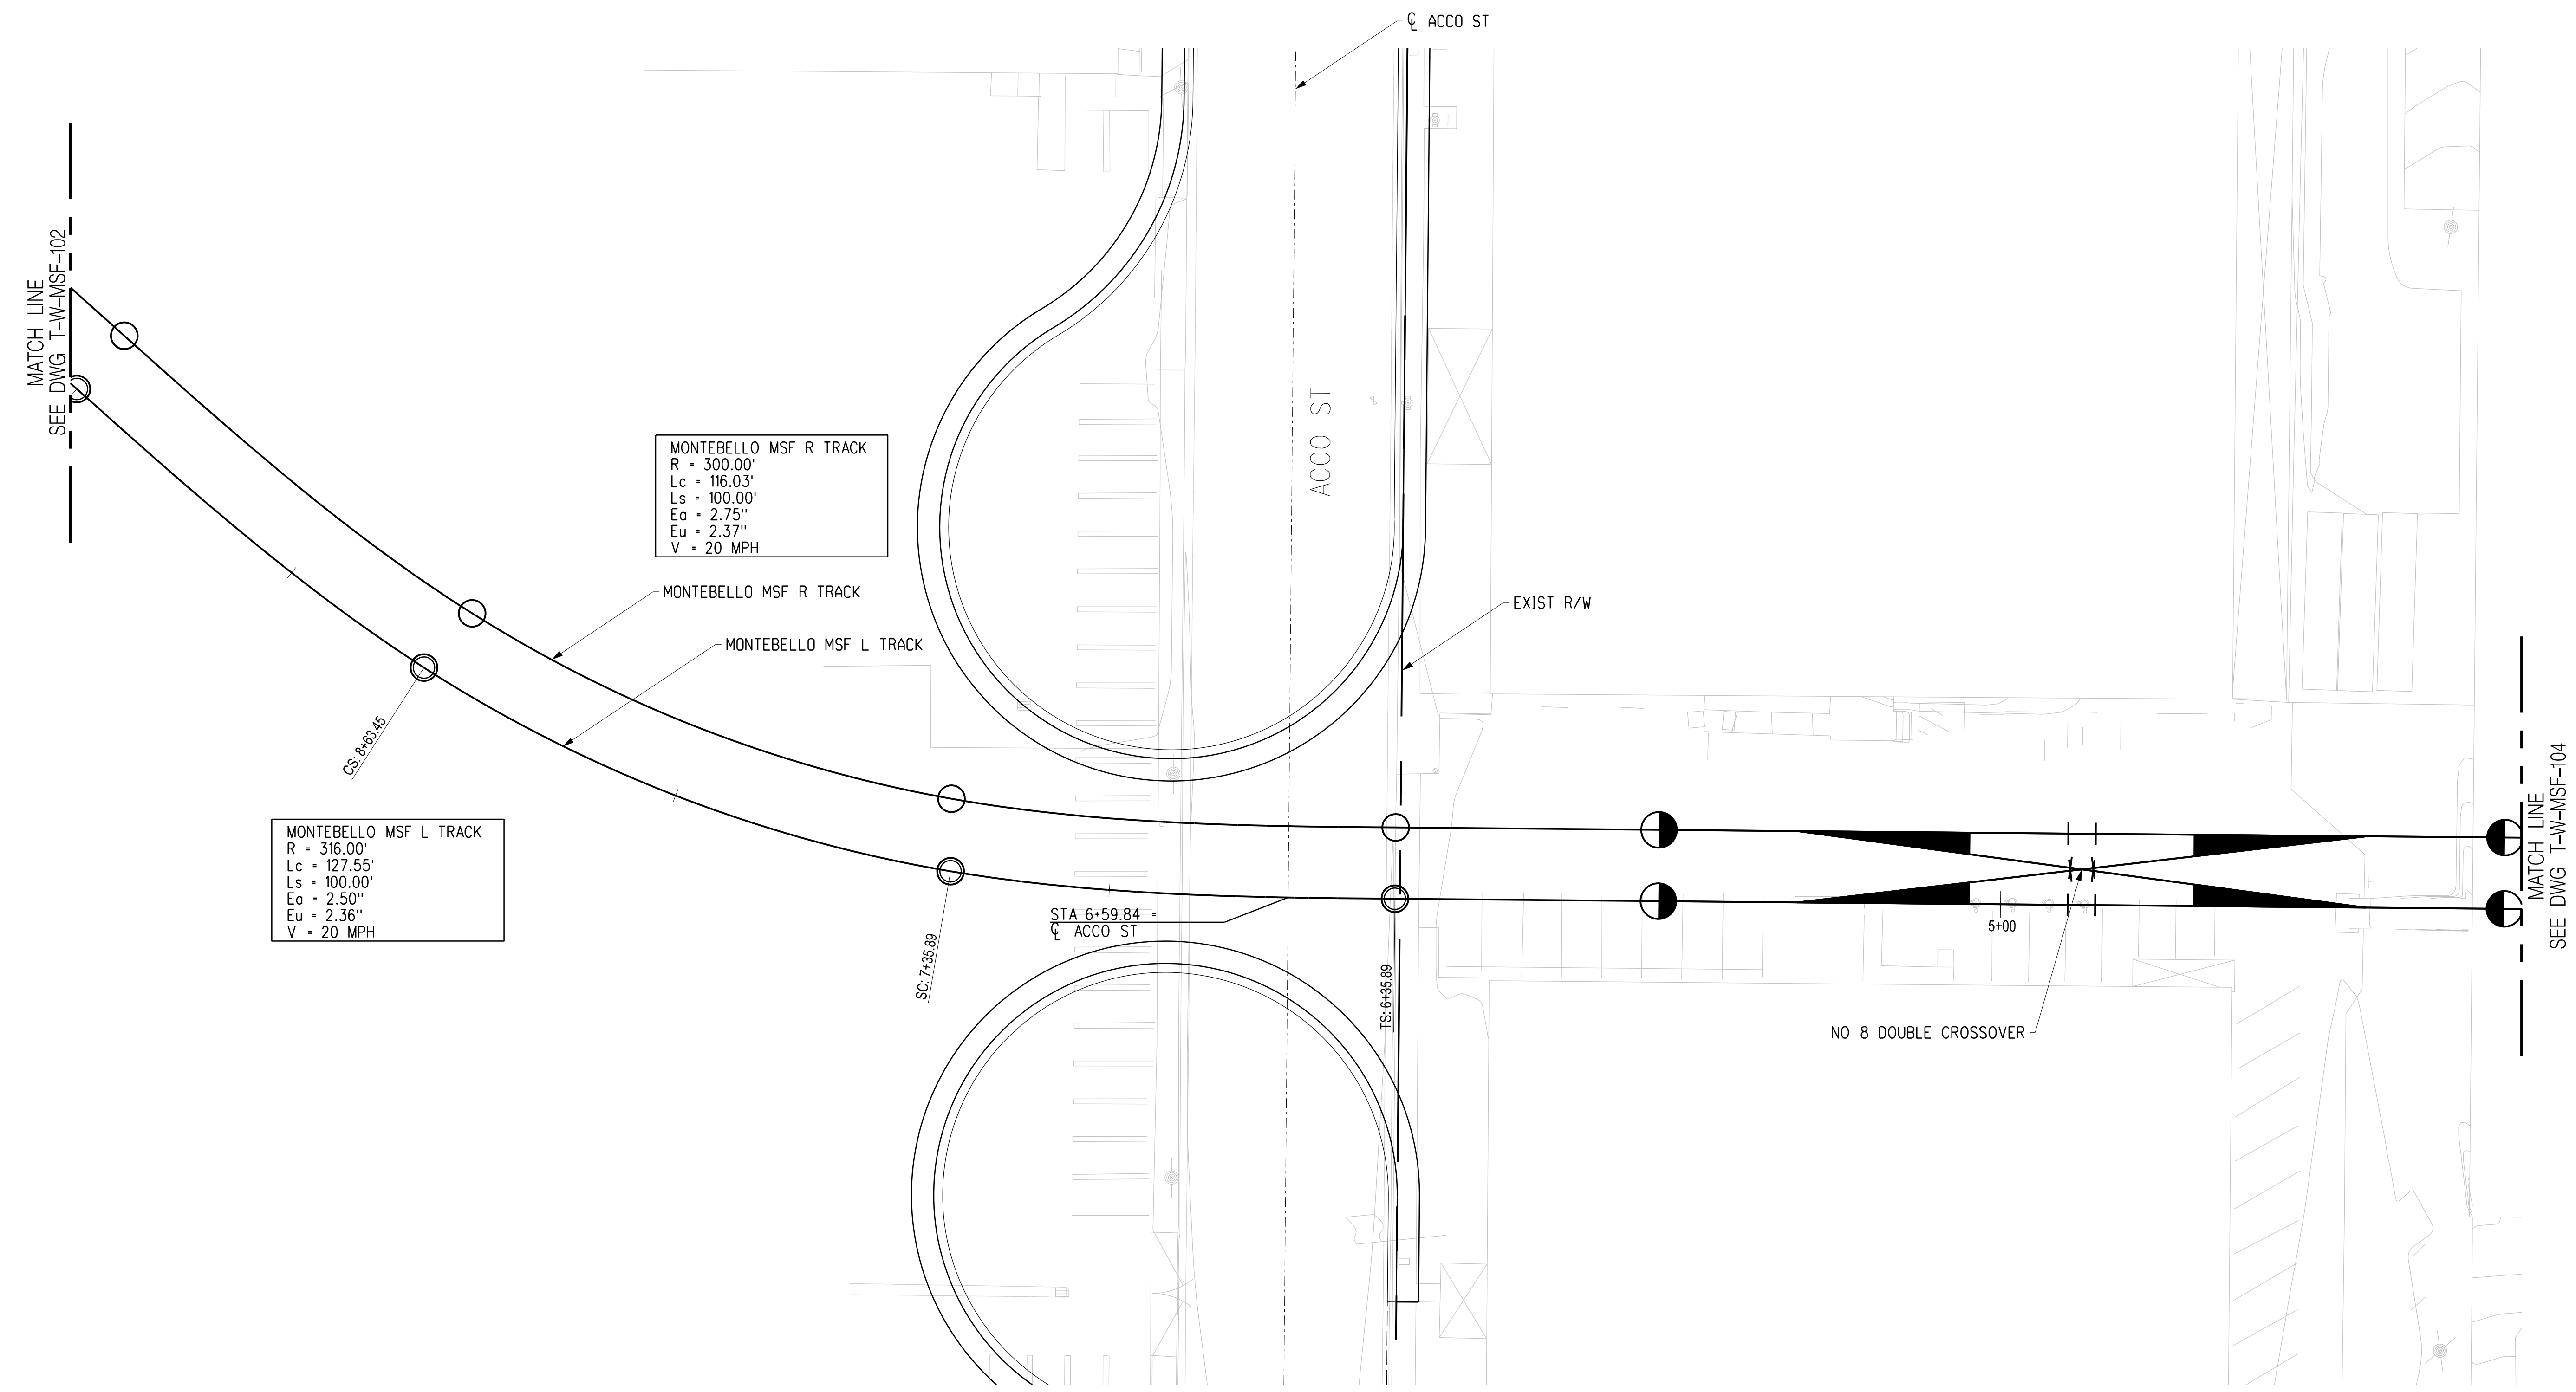 ℄ ACCO ST
MATCH LINE
SEE DWG T-W-MSF-102
ACCO ST
MONTEBELLO MSF R TRACK
R = 300.00'
Lc = 116.03'
Ls = 100.00'
Ea = 2.75"
Eu = 2.37"
V = 20 MPH
MONTEBELLO MSF R TRACK
EXIST R/W
MONTEBELLO MSF L TRACK
CS: 8+63.45
MONTEBELLO MSF L TRACK
R = 316.00'
Lc = 127.55'
Ls = 100.00'
Ea = 2.50"
Eu = 2.36"
V = 20 MPH
STA 6+59.84 =
℄ ACCO ST
SC: 7+35.89
TS: 6+35.89
5+00
NO 8 DOUBLE CROSSOVER
MATCH LINE
SEE DWG T-W-MSF-104